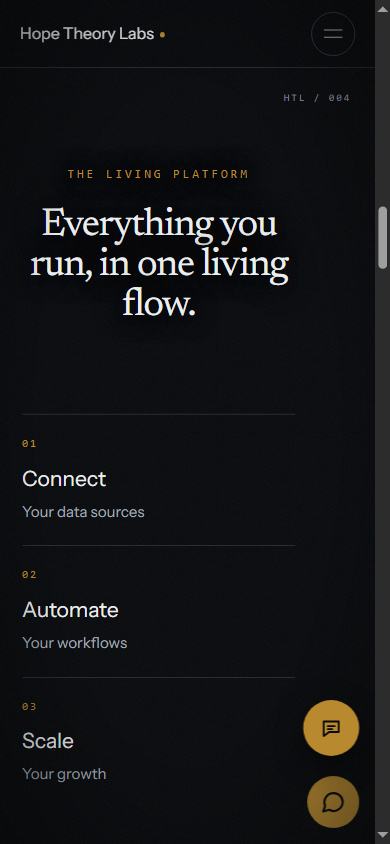 Hope Theory Labs
HTL / 004
THE LIVING PLATFORM
Everything you
run, in one living
flow.
01
Connect
Your data sources
02
Automate
Your workflows
03
Scale
Your growth